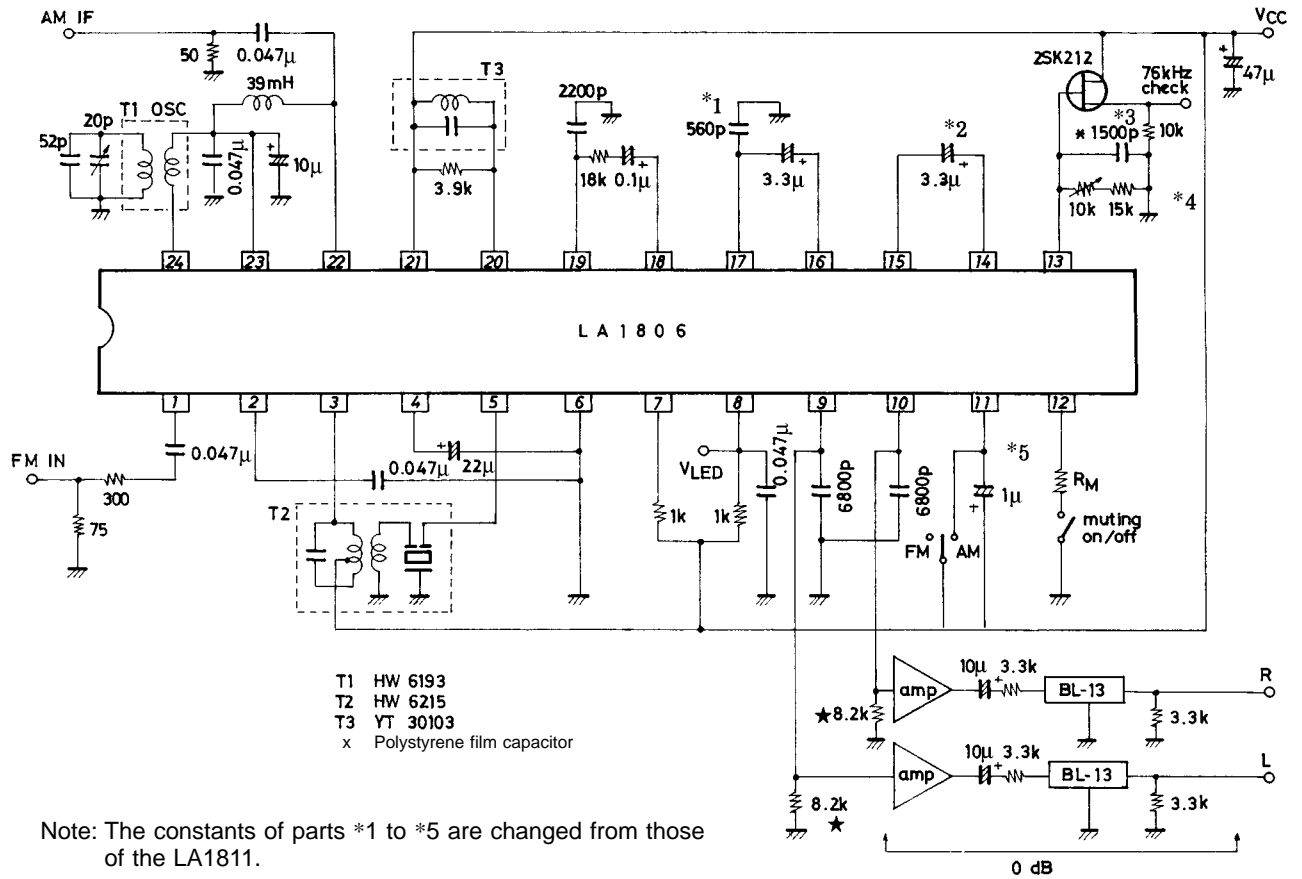 AM IF
50
0.047μ
39mH
T1 OSC
20p
52p
0.047μ
10μ
T3
3.9k
2200p
18k
0.1μ
*1
560p
3.3μ
*2
3.3μ
2SK212
76kHz
check
*3
* 1500p
10k
10k
15k
*4
VCC
47μ
24
23
22
21
20
19
18
17
16
15
14
13
LA1806
1
2
3
4
5
6
7
8
9
10
11
12
FM IN
75
300
0.047μ
0.047μ
22μ
T2
VLED
1k
1k
0.047μ
6800p
6800p
FM
AM
*5
1μ
RM
muting
on/off
T1 HW 6193
T2 HW 6215
T3 YT 30103
x Polystyrene film capacitor
★8.2k
amp
10μ
3.3k
BL-13
R
3.3k
8.2k
★
amp
10μ
3.3k
BL-13
L
3.3k
0 dB
Note: The constants of parts *1 to *5 are changed from those
of the LA1811.